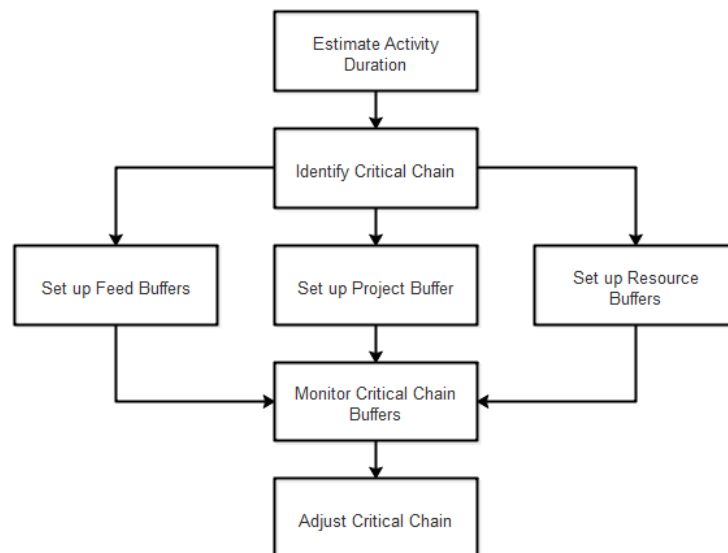 Estimate Activity
Duration
Identify Critical Chain
Set up Feed Buffers
Set up Project Buffer
Set up Resource
Buffers
Monitor Critical Chain
Buffers
Adjust Critical Chain